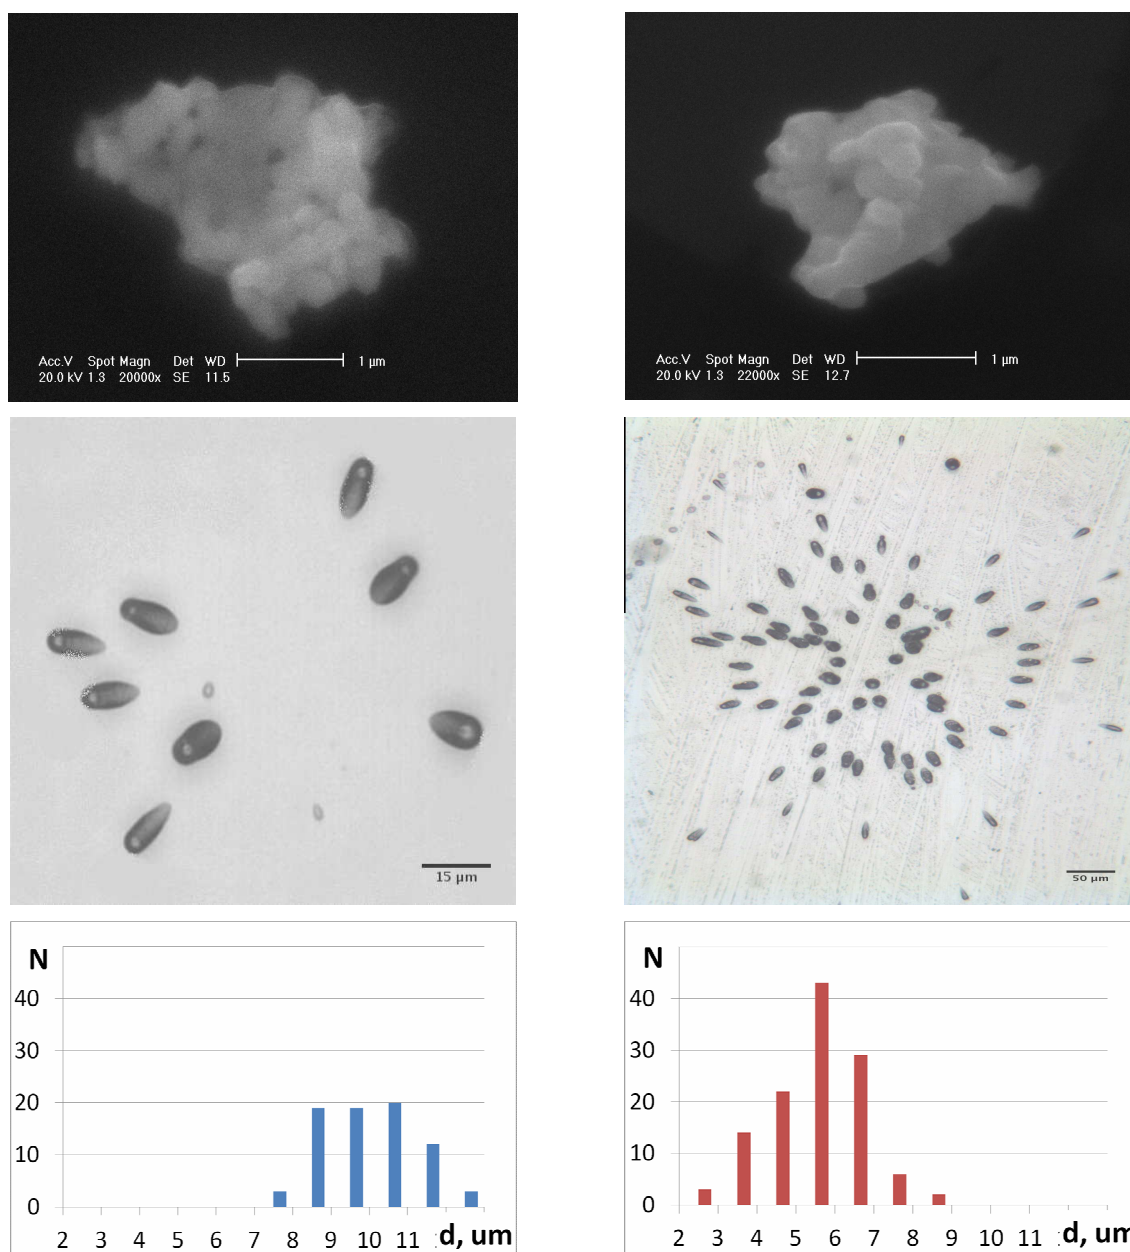 Acc.V Spot Magn Det WD 1 µm
20.0 kV 1.3 20000x SE 11.5
Acc.V Spot Magn Det WD 1 µm
20.0 kV 1.3 22000x SE 12.7
15 µm
50 µm
N
40
30
20
10
0
2 3 4 5 6 7 8 9 10 11 d, um
N
40
30
20
10
0
2 3 4 5 6 7 8 9 10 11 d, um